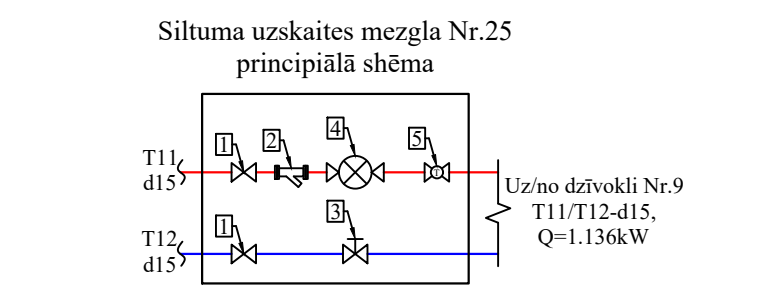 Siltuma uzskaites mezgla Nr.25
principiālā shēma
1
2
4
5
T11
d15
Uz/no dzīvokli Nr.9
T11/T12-d15,
Q=1.136kW
T
1
3
T12
d15